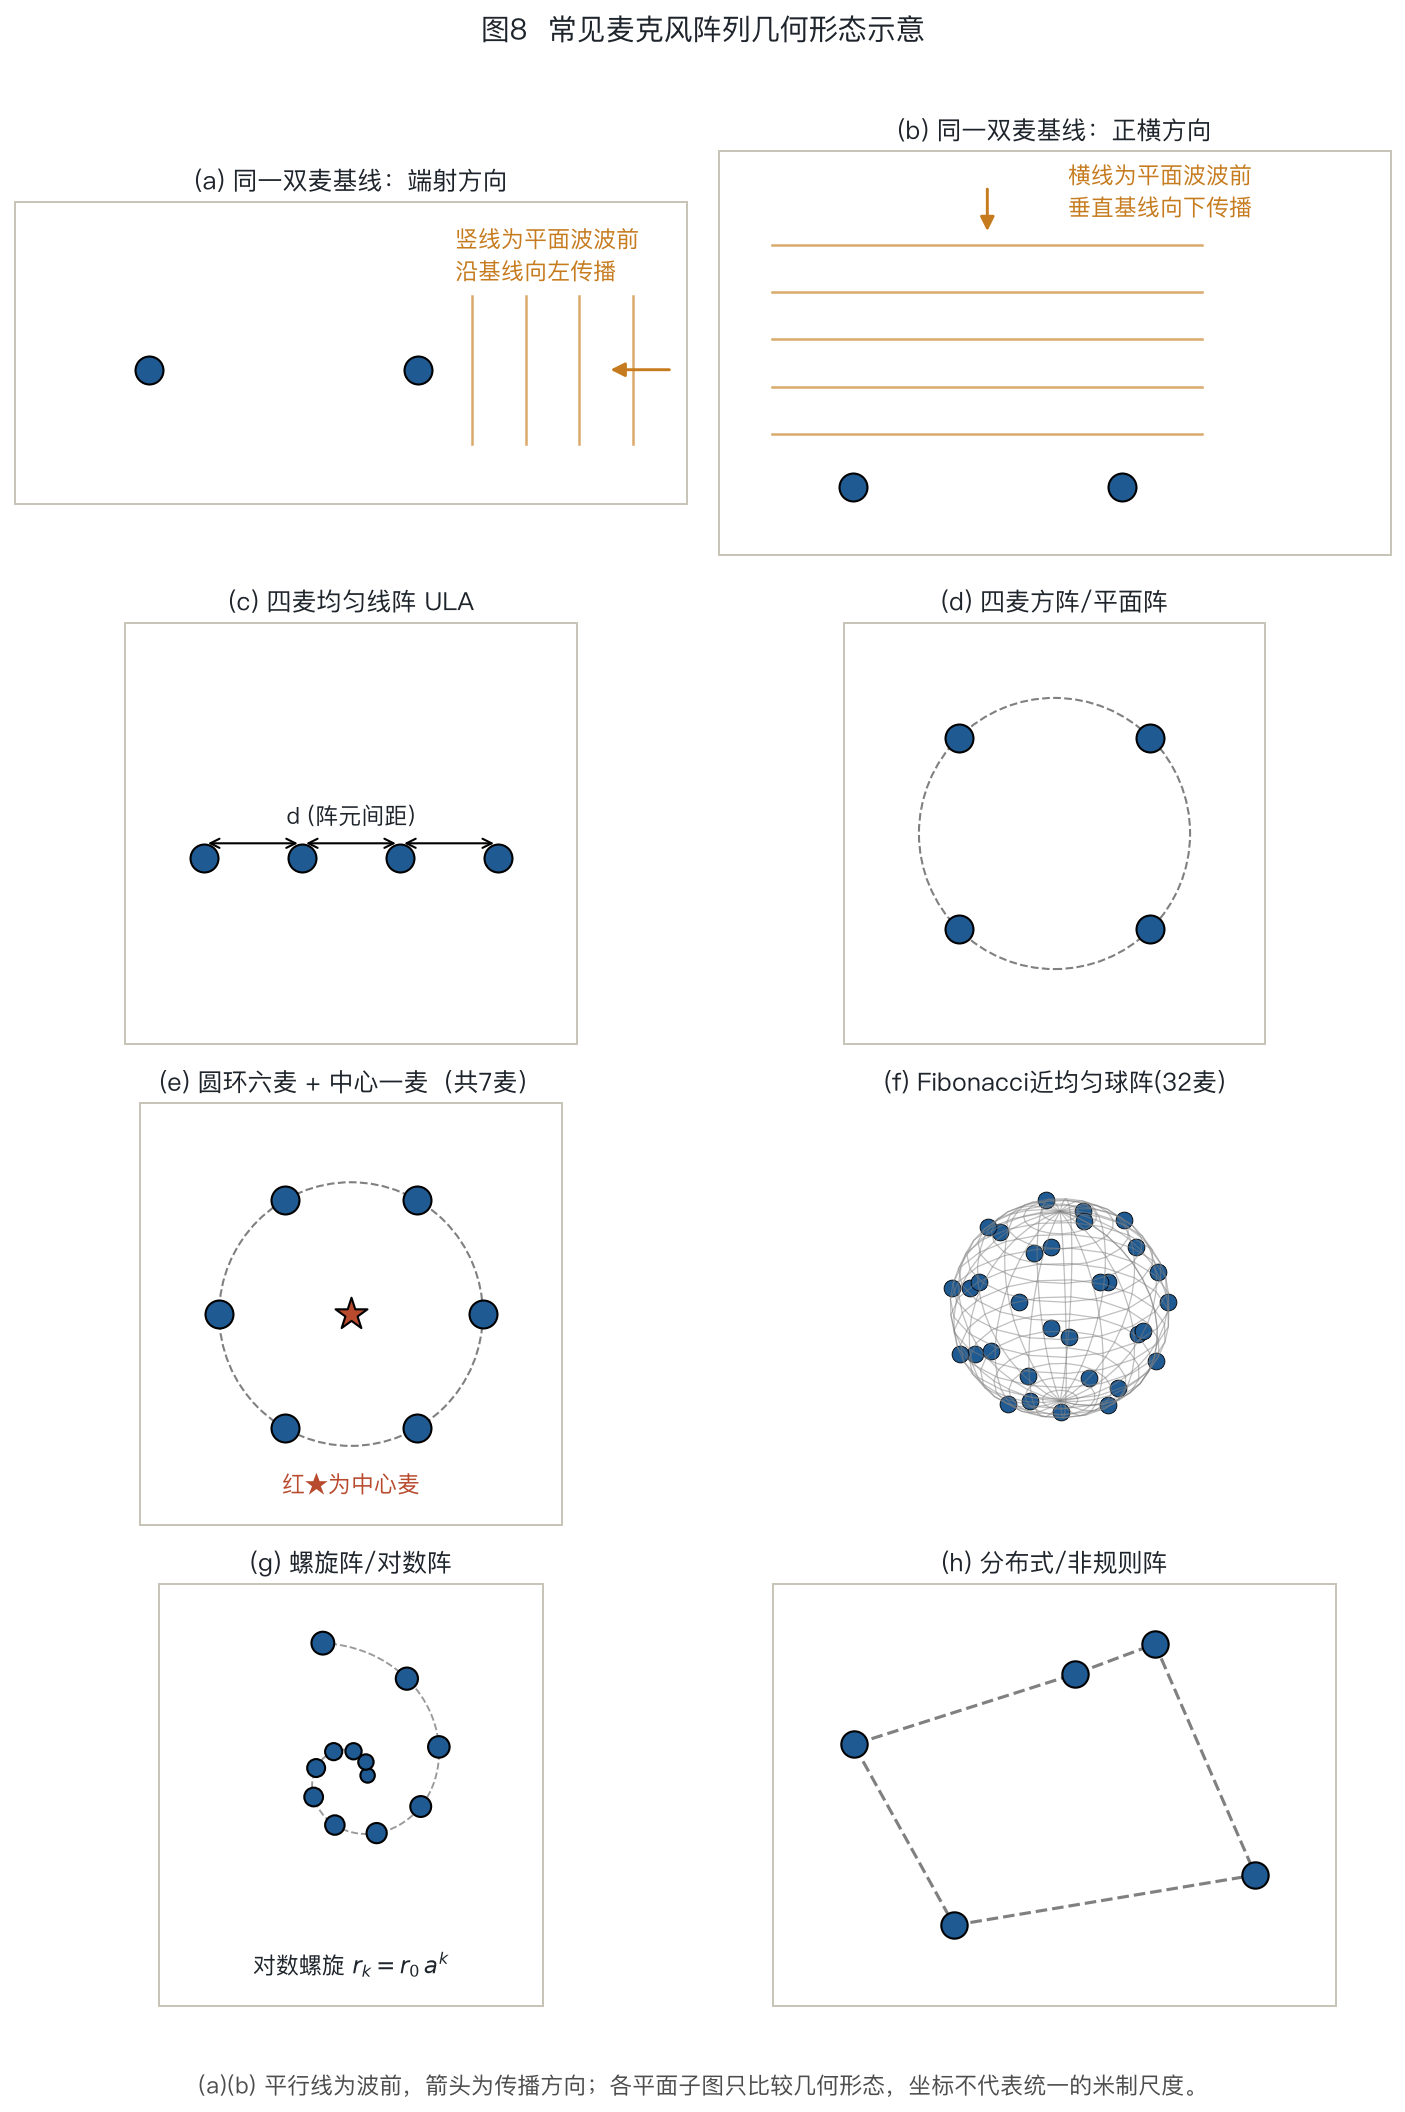 图8 常见麦克风阵列几何形态示意
(a) 同一双麦基线：端射方向
竖线为平面波波前
沿基线向左传播
(b) 同一双麦基线：正横方向
横线为平面波波前
垂直基线向下传播
(c) 四麦均匀线阵 ULA
d (阵元间距)
(d) 四麦方阵/平面阵
(e) 圆环六麦 + 中心一麦（共7麦）
红★为中心麦
(f) Fibonacci近均匀球阵(32麦)
(g) 螺旋阵/对数阵
对数螺旋 $r_k = r_0 a^k$
(h) 分布式/非规则阵
(a)(b) 平行线为波前，箭头为传播方向；各平面子图只比较几何形态，坐标不代表统一的米制尺度。